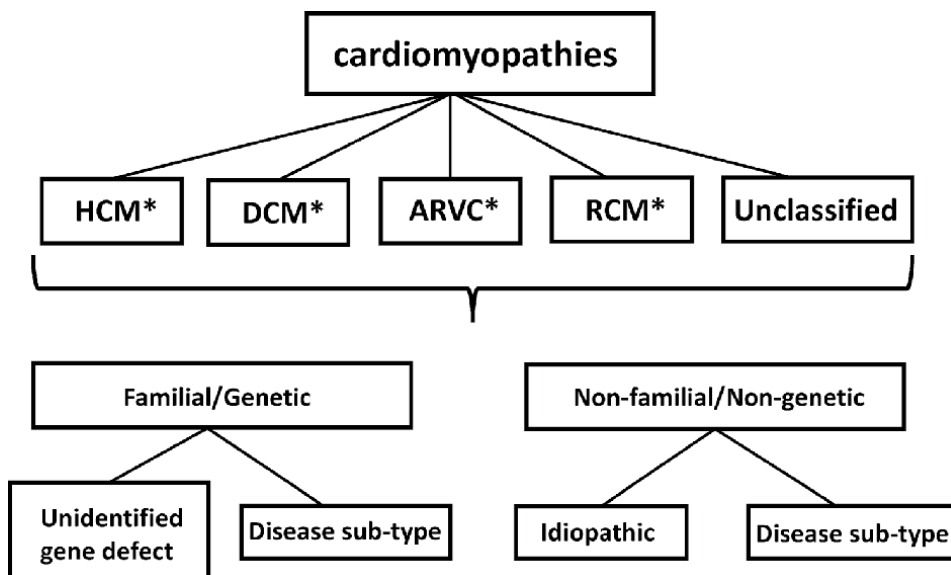 cardiomyopathies
HCM*
DCM*
ARVC*
RCM*
Unclassified
Familial/Genetic
Non-familial/Non-genetic
Unidentified
gene defect
Disease sub-type
Idiopathic
Disease sub-type